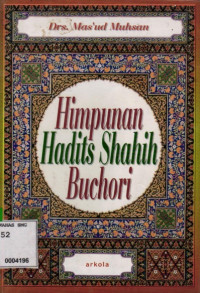 Drs. Mas'ud Muhsan
Himpunan
Hadits Shahih
Buchori
52
0004196
arkola